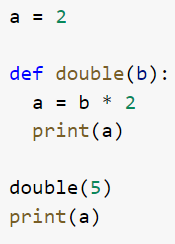 a = 2

def double(b):
  a = b * 2
  print(a)

double(5)
print(a)